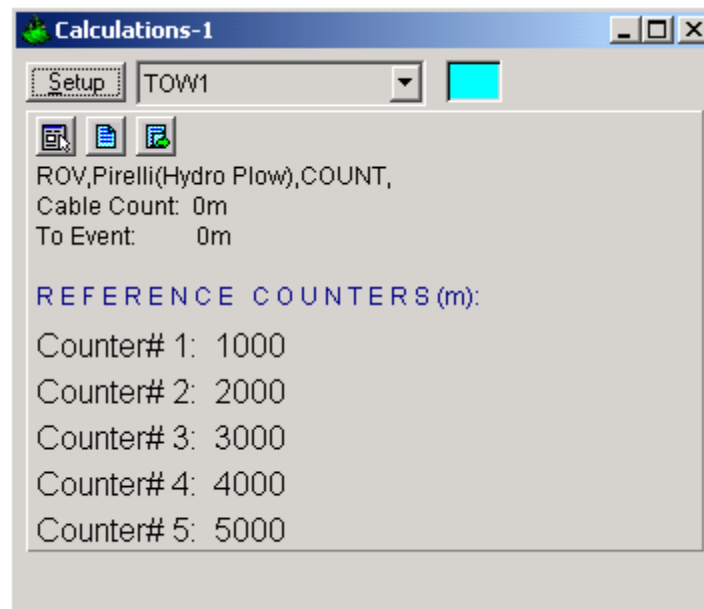 Calculations-1
Setup TOW1
ROV,Pirelli(Hydro Plow),COUNT,
Cable Count: 0m
To Event: 0m
REFERENCE COUNTERS(m):
Counter# 1: 1000
Counter# 2: 2000
Counter# 3: 3000
Counter# 4: 4000
Counter# 5: 5000